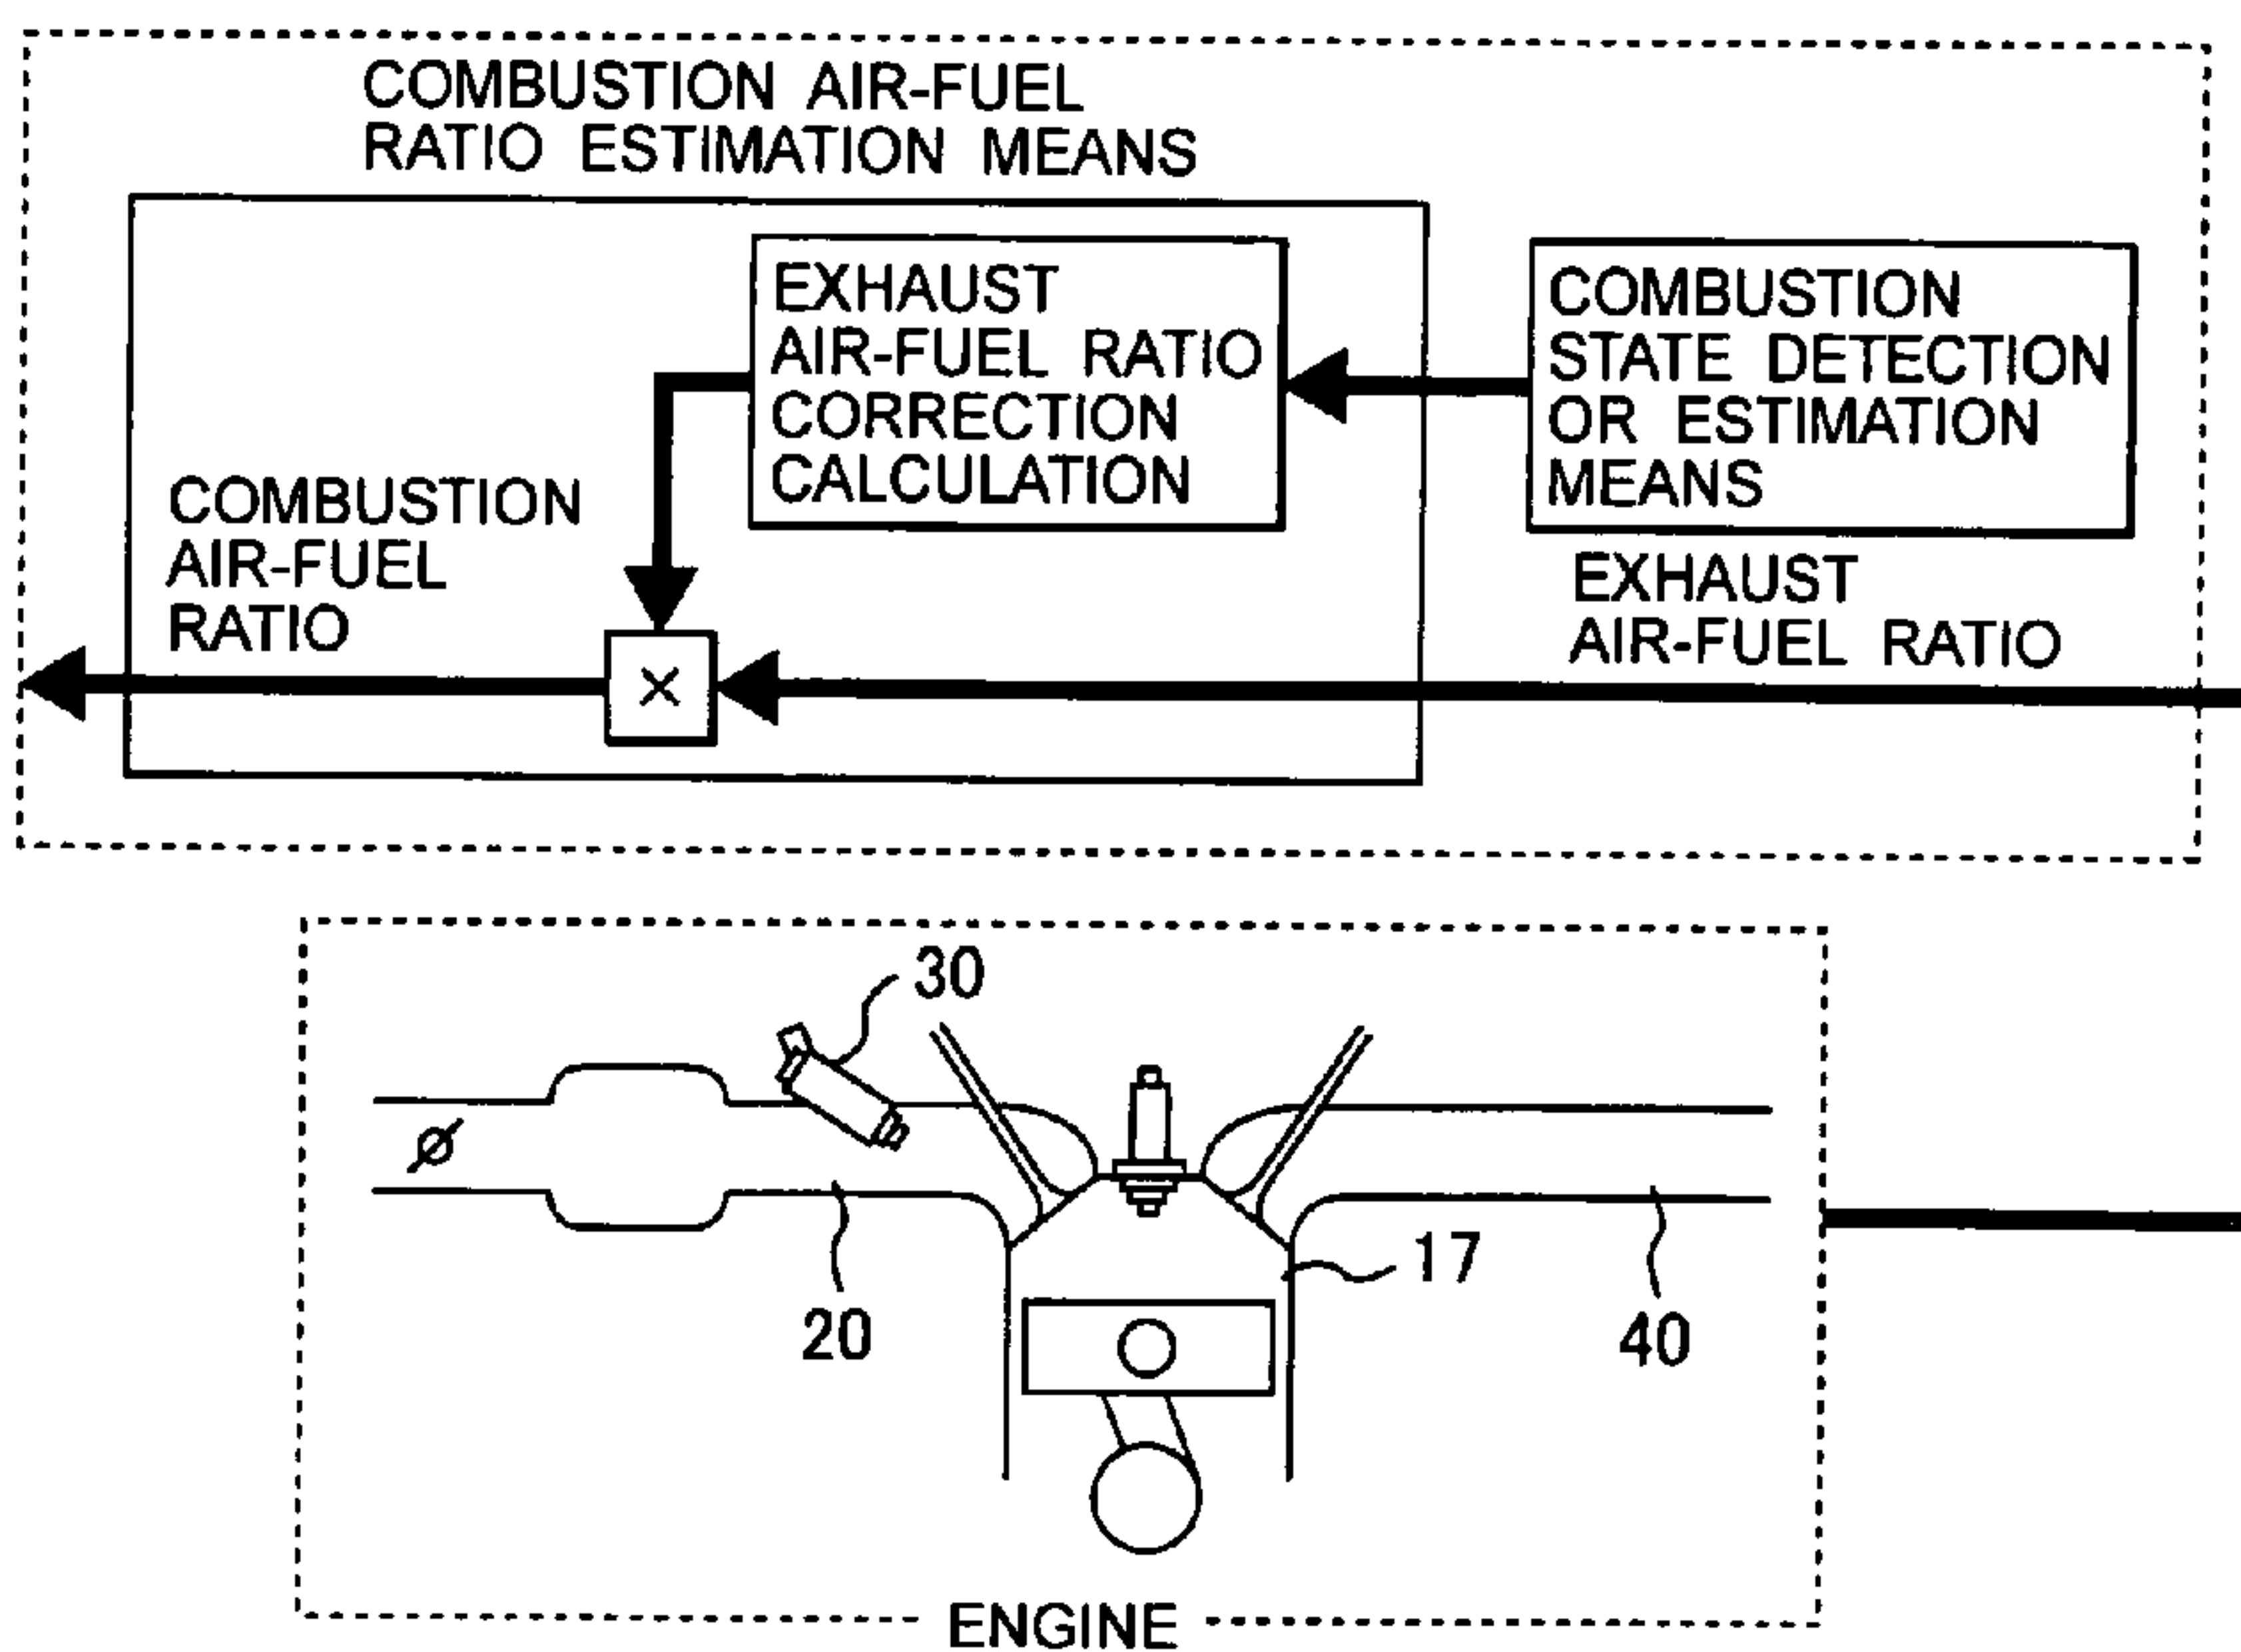 COMBUSTION AIR-FUEL
RATIO ESTIMATION MEANS
EXHAUST
AIR-FUEL RATIO
CORRECTION
CALCULATION
COMBUSTION
STATE DETECTION
OR ESTIMATION
MEANS
COMBUSTION
AIR-FUEL
RATIO
EXHAUST
AIR-FUEL RATIO
×
30
20
17
40
ENGINE